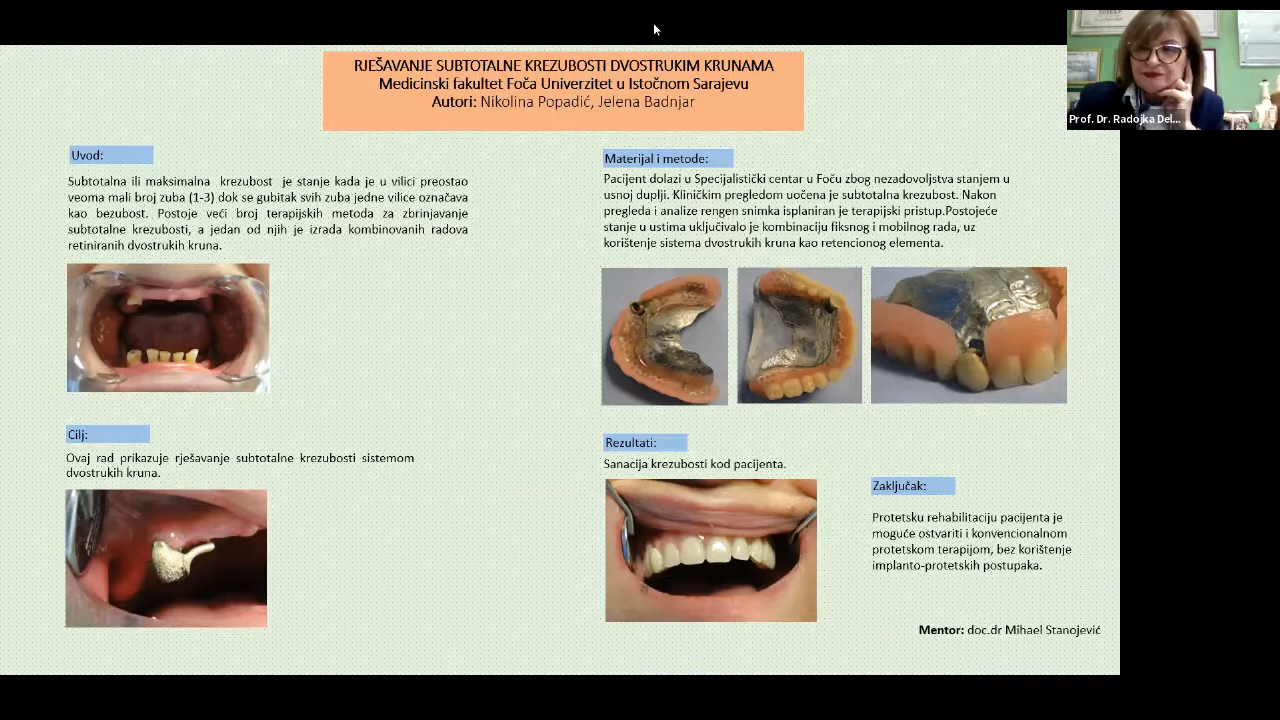 RJEŠAVANJE SUBTOTALNE KREZUBOSTI DVOSTRUKIM KRUNAMA
Medicinski fakultet Foča Univerzitet u Istočnom Sarajevu
Autori: Nikolina Popadić, Jelena Badnjar
Prof. Dr. Radojka Del...
Uvod:
Subtotalna ili maksimalna krezubost je stanje kada je u vilici preostao
veoma mali broj zuba (1-3) dok se gubitak svih zuba jedne vilice označava
kao bezubost. Postoje veći broj terapijskih metoda za zbrinjavanje
subtotalne krezubosti, a jedan od njih je izrada kombinovanih radova
retiniranih dvostrukih kruna.
Cilj:
Ovaj rad prikazuje rješavanje subtotalne krezubosti sistemom
dvostrukih kruna.
Materijal i metode:
Pacijent dolazi u Specijalistički centar u Foču zbog nezadovoljstva stanjem u
usnoj duplji. Kliničkim pregledom uočena je subtotalna krezubost. Nakon
pregleda i analize rengen snimka isplaniran je terapijski pristup.Postojeće
stanje u ustima uključivalo je kombinaciju fiksnog i mobilnog rada, uz
korištenje sistema dvostrukih kruna kao retencionog elementa.
Rezultati:
Sanacija krezubosti kod pacijenta.
Zaključak:
Protetsku rehabilitaciju pacijenta je
moguće ostvariti i konvencionalnom
protetskom terapijom, bez korištenje
implanto-protetskih postupaka.
Mentor: doc.dr Mihael Stanojević